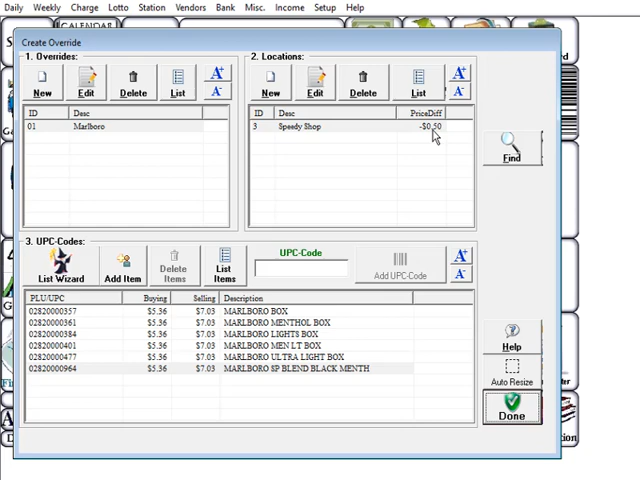 Daily Weekly Charge Lotto Station Vendors Bank Misc. Income Setup Help
CALENDAR
Create Override
1. Overrides:
New Edit Delete List A+ A-
ID Desc
01 Marlboro
2. Locations:
New Edit Delete List A+ A-
ID Desc PriceDiff
3 Speedy Shop -$0.50
Find
3. UPC-Codes:
List Wizard Add Item Delete Items List Items
UPC-Code
Add UPC-Code
A+ A-
PLU/UPC Buying Selling Description
02820000357 $5.36 $7.03 MARLBORO BOX
02820000361 $5.36 $7.03 MARLBORO MENTHOL BOX
02820000384 $5.36 $7.03 MARLBORO LIGHTS BOX
02820000401 $5.36 $7.03 MARLBORO MEN LT BOX
02820000477 $5.36 $7.03 MARLBORO ULTRA LIGHT BOX
02820000964 $5.36 $7.03 MARLBORO SP BLEND BLACK MENTH
Help
Auto Resize
Done